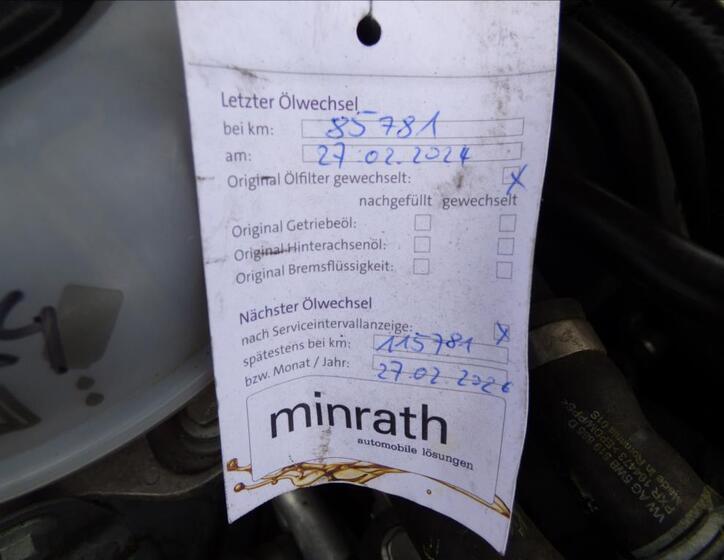 Letzter Ölwechsel
bei km: 85781
am: 27.02.2024
Original Ölfilter gewechselt: X
nachgefüllt gewechselt
Original Getriebeöl:
Original Hinterachsenöl:
Original Bremsflüssigkeit:
Nächster Ölwechsel
nach Serviceintervallanzeige: X
spätestens bei km: 115781
bzw. Monat / Jahr: 27.02.2026
minrath
automobile lösungen